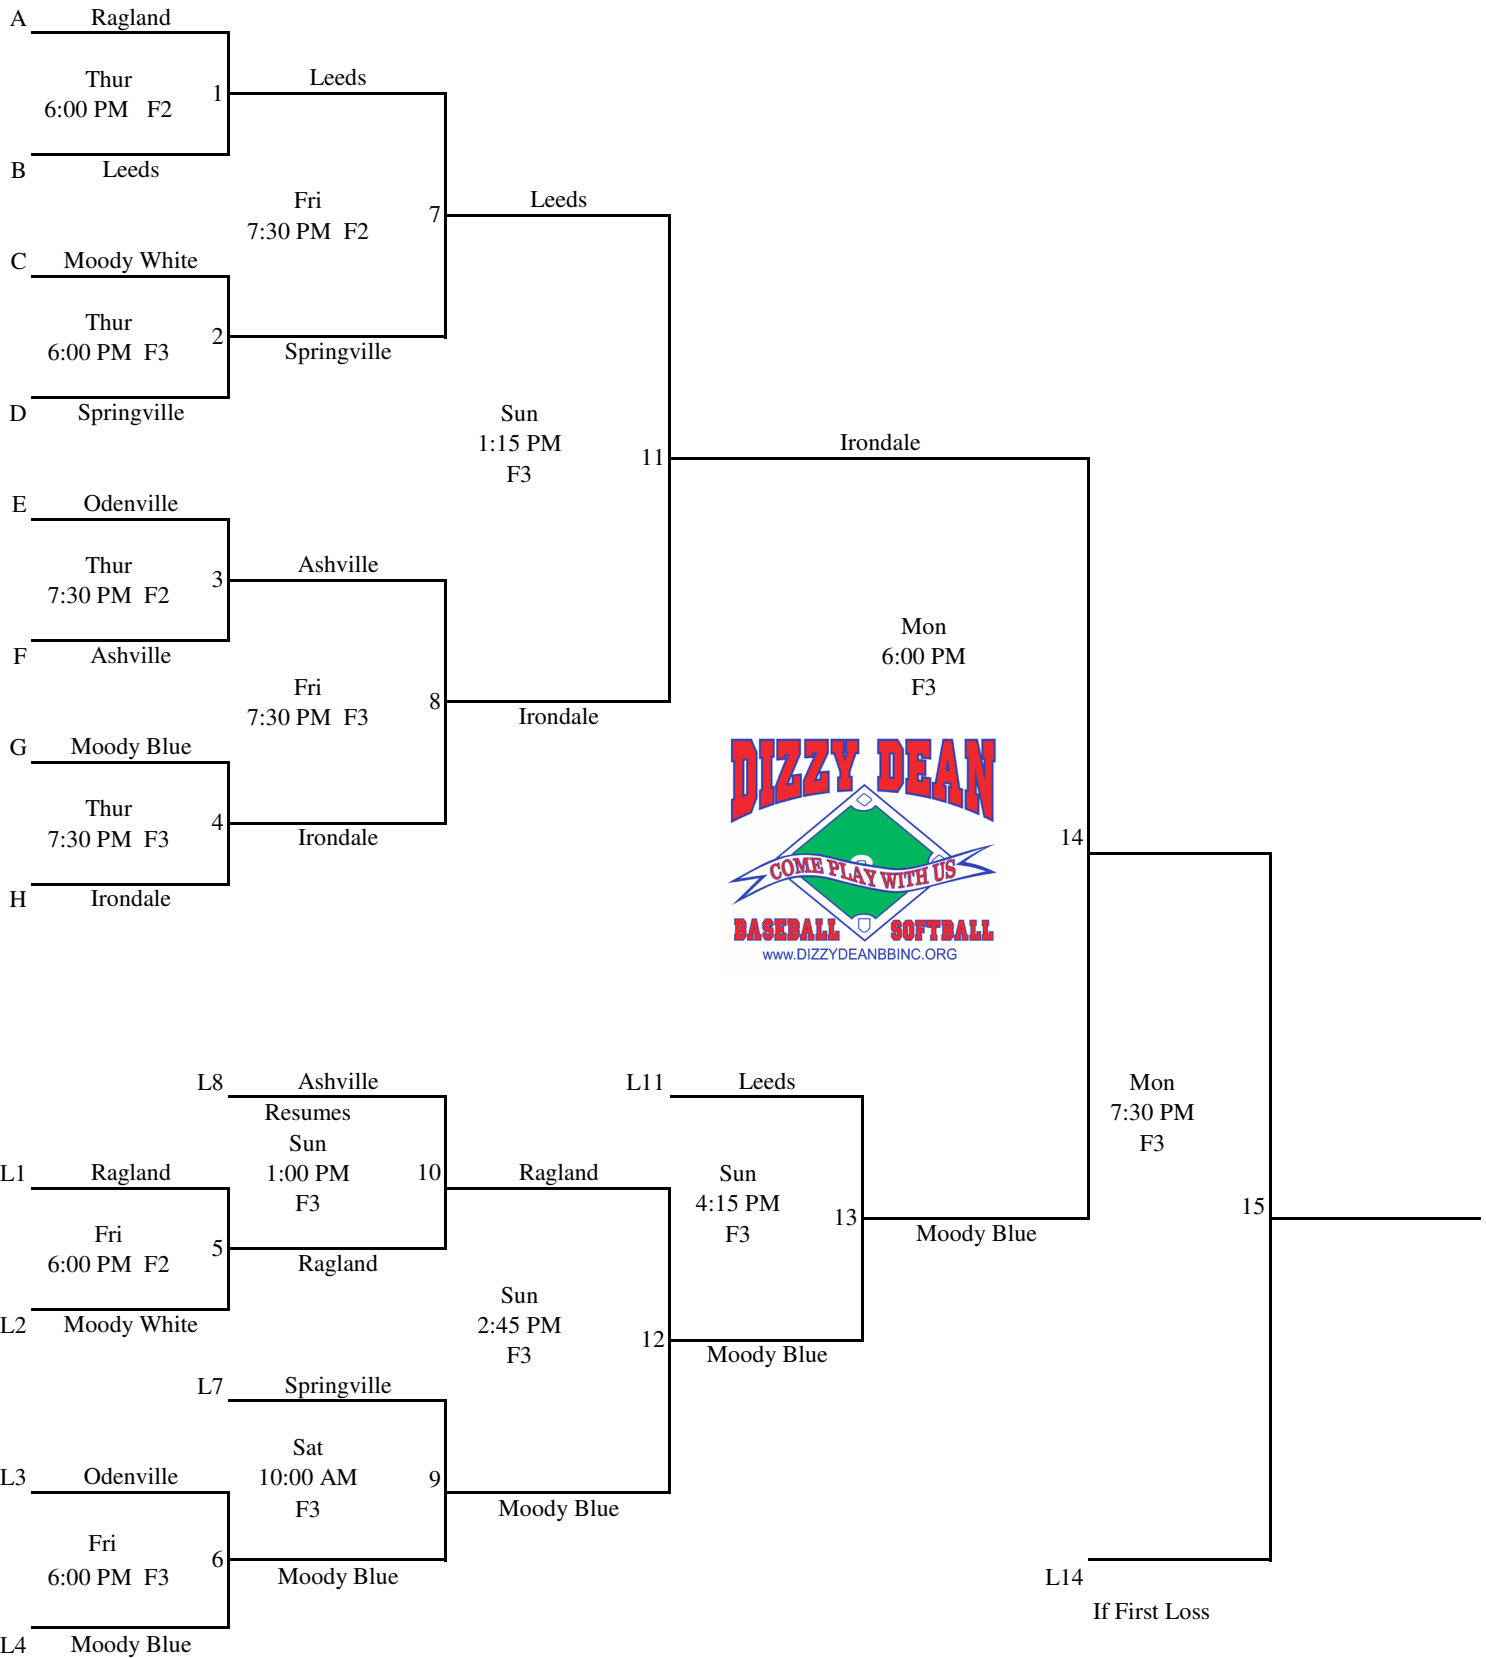 A Ragland
Thur
6:00 PM F2
1
Leeds
B Leeds
Fri
7:30 PM F2
7
Leeds
C Moody White
Thur
6:00 PM F3
2
Springville
D Springville
Sun
1:15 PM
F3
11
Irondale
E Odenville
Thur
7:30 PM F2
3
Ashville
F Ashville
Fri
7:30 PM F3
8
Irondale
G Moody Blue
Thur
7:30 PM F3
4
Irondale
H Irondale
Mon
6:00 PM
F3
DIZZY DEAN
COME PLAY WITH US
BASEBALL SOFTBALL
www.DIZZYDEANBBINC.ORG
14
L8 Ashville
Resumes
Sun
1:00 PM
F3
10
Ragland
L1 Ragland
Fri
6:00 PM F2
5
Ragland
L2 Moody White
L11 Leeds
Sun
4:15 PM
F3
13
Moody Blue
Mon
7:30 PM
F3
15
Sun
2:45 PM
F3
12
Moody Blue
L7 Springville
Sat
10:00 AM
F3
9
Moody Blue
L3 Odenville
Fri
6:00 PM F3
6
Moody Blue
L4 Moody Blue
L14
If First Loss